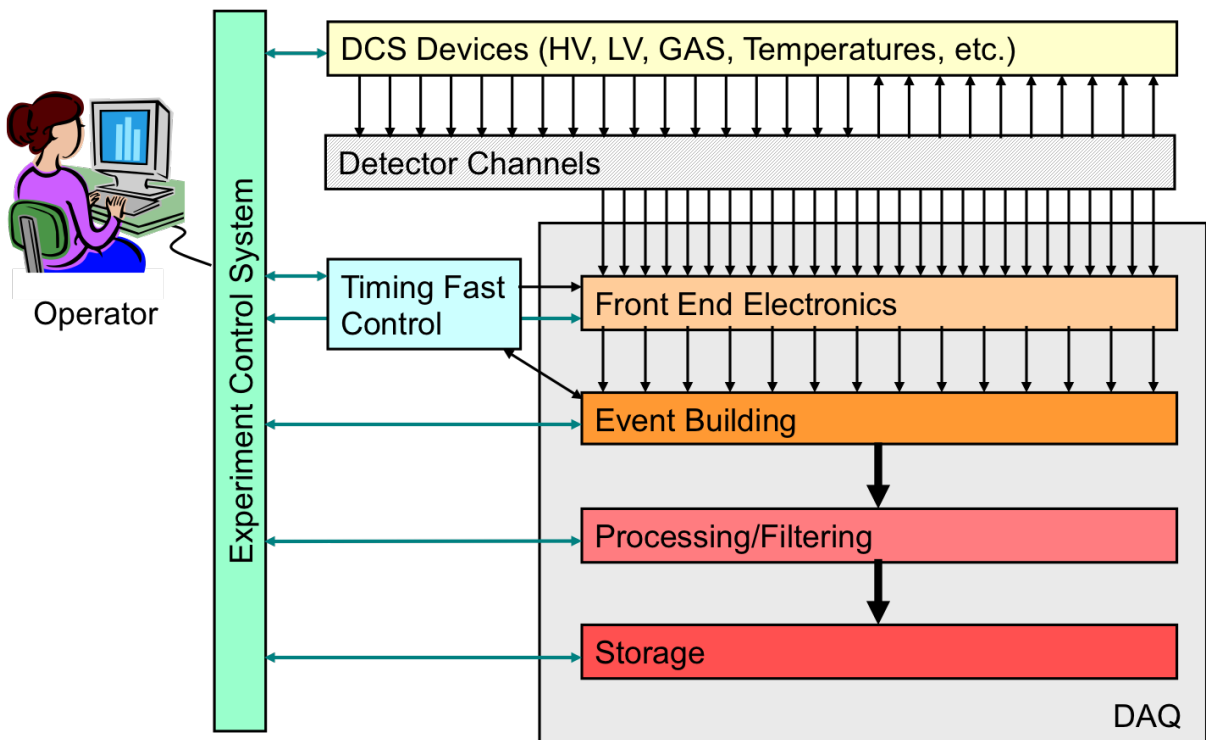 DCS Devices (HV, LV, GAS, Temperatures, etc.)
Detector Channels
Experiment Control System
Operator
Timing Fast
Control
Front End Electronics
Event Building
Processing/Filtering
Storage
DAQ